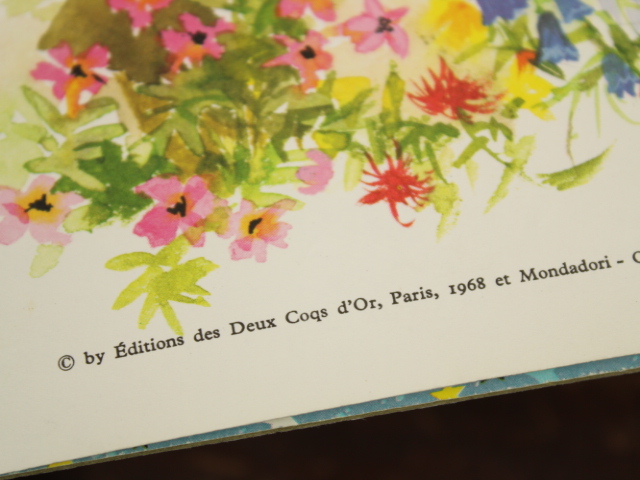 © by Éditions des Deux Coqs d'Or, Paris, 1968 et Mondadori -